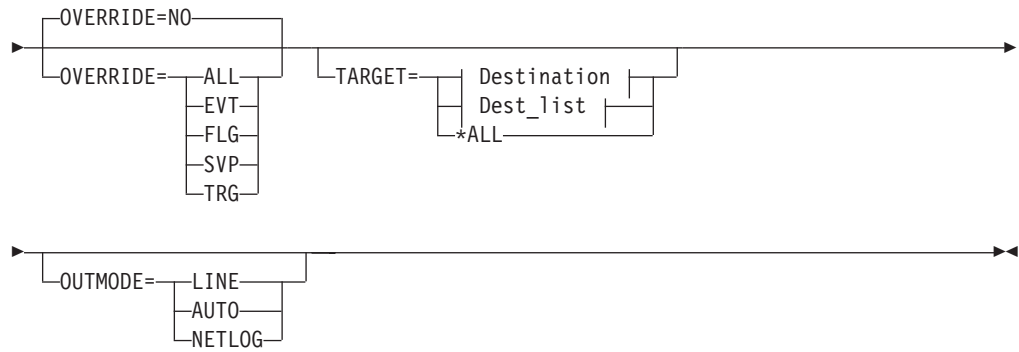 OVERRIDE=NO
OVERRIDE= ALL TARGET= Destination
EVT Dest_list
FLG *ALL
SVP
TRG
OUTMODE= LINE
AUTO
NETLOG